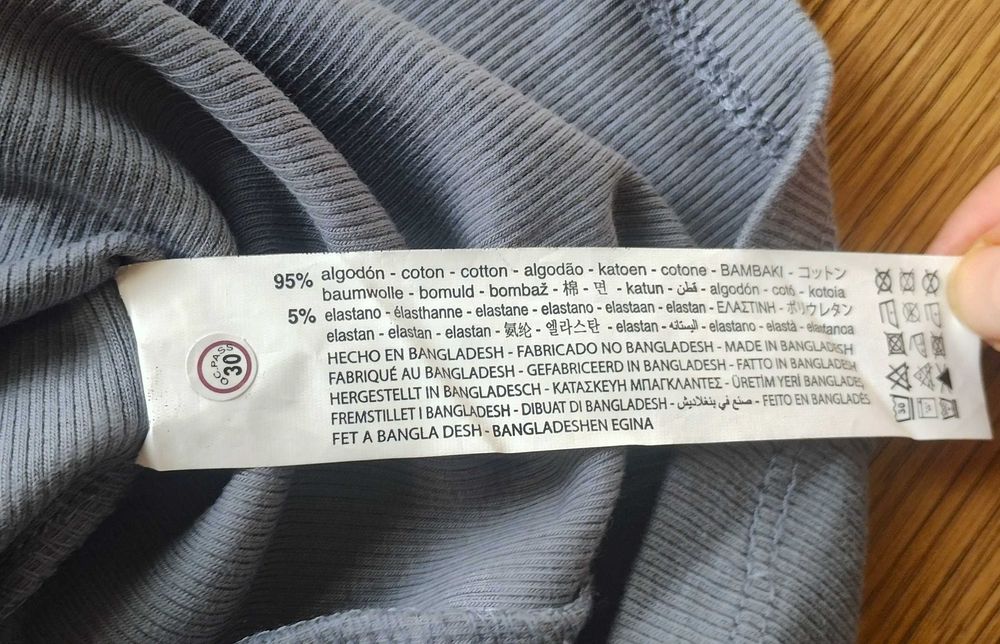 95% algodón - coton - cotton - algodão - katoen - cotone - BAMBAKI - コットン
baumwolle - bomuld - bombaž - 棉 - 면 - katun - قطن - algodón - cotó - kotoia
5% elastano - élasthanne - elastane - elastano - elastaan - elastan - ΕΛΑΣΤΙΝΗ - ポリウレタン
elastan - elastan - elastan - 氨纶 - 엘라스탄 - elastan - اليستانه - elastano - elastà - elastanoa
HECHO EN BANGLADESH - FABRICADO NO BANGLADESH - MADE IN BANGLADESH
FABRIQUÉ AU BANGLADESH - GEFABRICEERD IN BANGLADESH - FATTO IN BANGLADESH
HERGESTELLT IN BANGLADESCH - ΚΑΤΑΣΚΕΥΗ ΜΠΑΓΚΛΑΝΤΕΣ - ÜRETİM YERİ BANGLADEŞ
FREMSTILLET I BANGLADESH - DIBUAT DI BANGLADESH - صنع في بنغلاديش - FEITO EN BANGLADÉS
FET A BANGLA DESH - BANGLADESHEN EGINA
QC.PASS
30
30